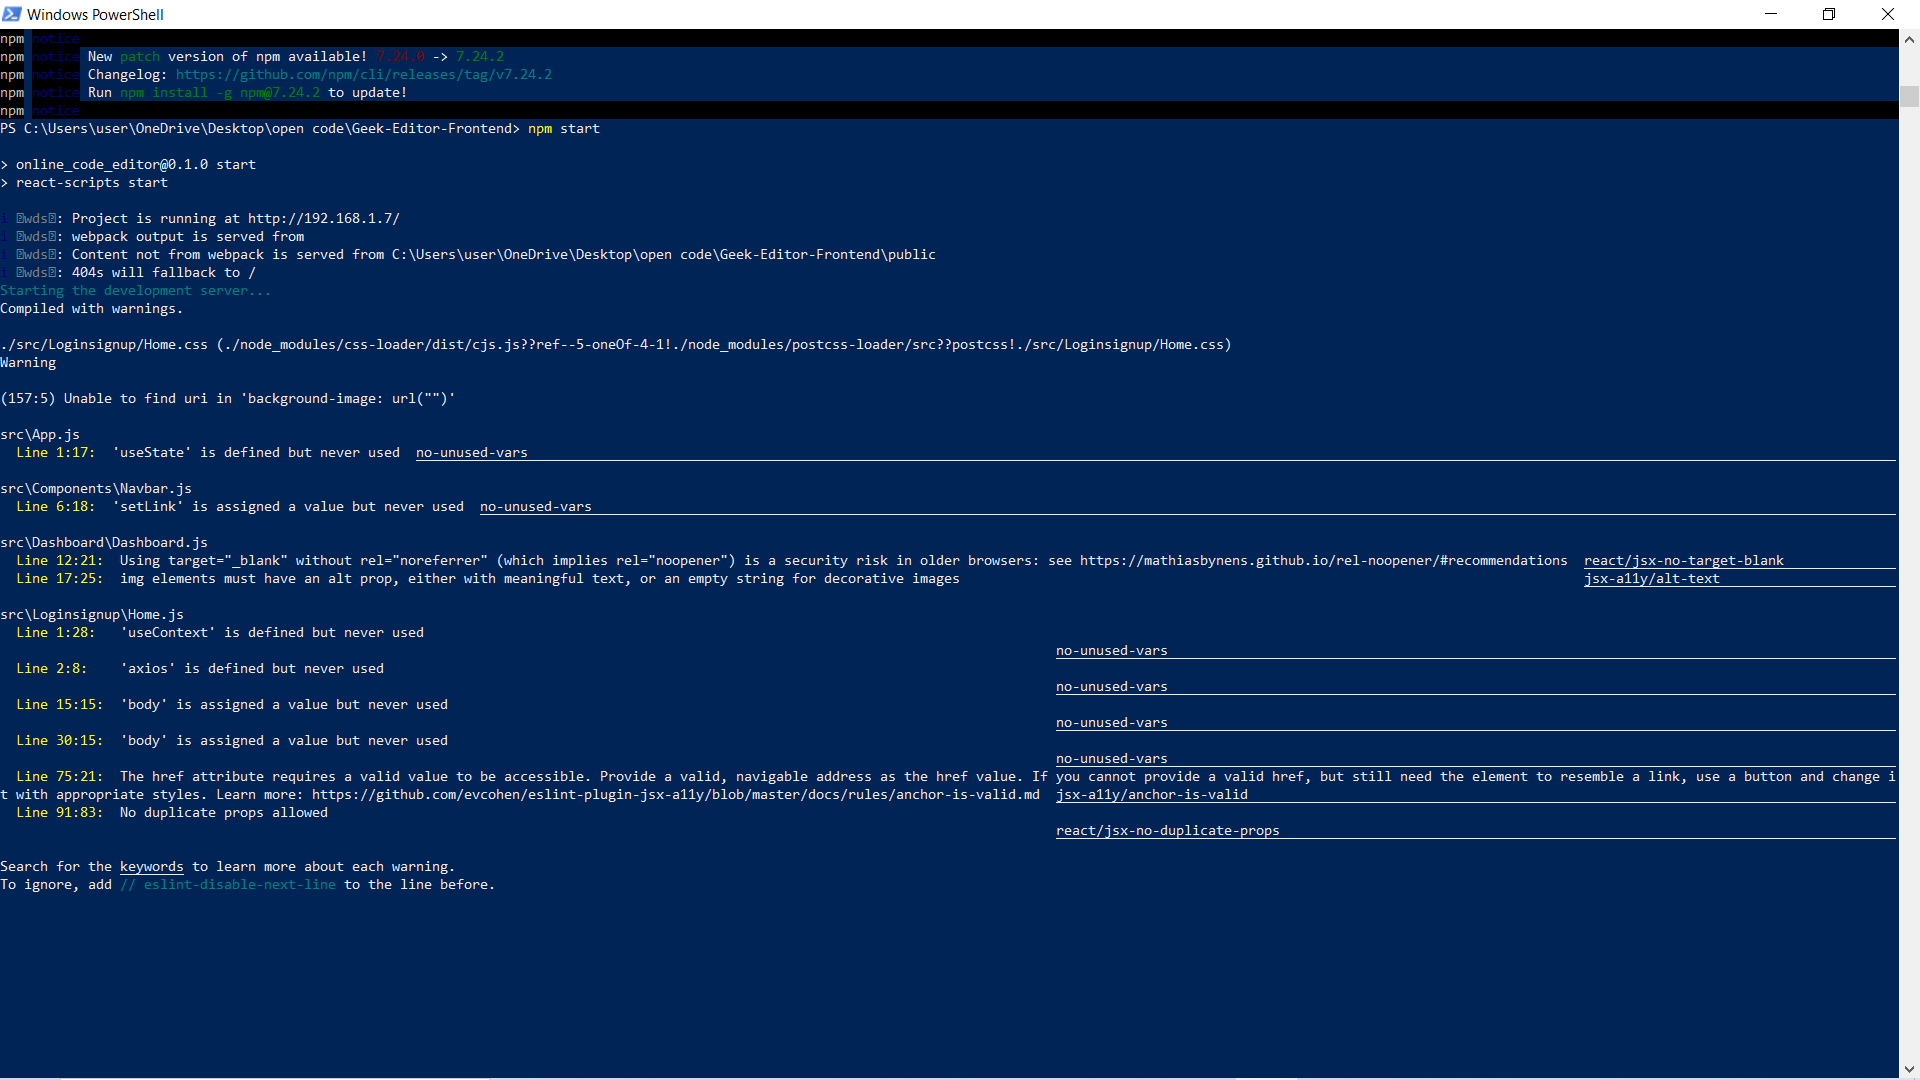 Windows PowerShell
npm notice
npm notice New patch version of npm available! 7.24.0 -> 7.24.2
npm notice Changelog: https://github.com/npm/cli/releases/tag/v7.24.2
npm notice Run npm install -g npm@7.24.2 to update!
npm notice
PS C:\Users\user\OneDrive\Desktop\open code\Geek-Editor-Frontend> npm start
> online_code_editor@0.1.0 start
> react-scripts start
i wds: Project is running at http://192.168.1.7/
i wds: webpack output is served from
i wds: Content not from webpack is served from C:\Users\user\OneDrive\Desktop\open code\Geek-Editor-Frontend\public
i wds: 404s will fallback to /
Starting the development server...
Compiled with warnings.
./src/Loginsignup/Home.css (./node_modules/css-loader/dist/cjs.js??ref--5-oneOf-4-1!./node_modules/postcss-loader/src??postcss!./src/Loginsignup/Home.css)
Warning
(157:5) Unable to find uri in 'background-image: url("")'
src\App.js
Line 1:17: 'useState' is defined but never used no-unused-vars
src\Components\Navbar.js
Line 6:18: 'setLink' is assigned a value but never used no-unused-vars
src\Dashboard\Dashboard.js
Line 12:21: Using target="_blank" without rel="noreferrer" (which implies rel="noopener") is a security risk in older browsers: see https://mathiasbynens.github.io/rel-noopener/#recommendations react/jsx-no-target-blank
Line 17:25: img elements must have an alt prop, either with meaningful text, or an empty string for decorative images jsx-a11y/alt-text
src\Loginsignup\Home.js
Line 1:28: 'useContext' is defined but never used
no-unused-vars
Line 2:8: 'axios' is defined but never used
no-unused-vars
Line 15:15: 'body' is assigned a value but never used
no-unused-vars
Line 30:15: 'body' is assigned a value but never used
no-unused-vars
Line 75:21: The href attribute requires a valid value to be accessible. Provide a valid, navigable address as the href value. If you cannot provide a valid href, but still need the element to resemble a link, use a button and change i
t with appropriate styles. Learn more: https://github.com/evcohen/eslint-plugin-jsx-a11y/blob/master/docs/rules/anchor-is-valid.md jsx-a11y/anchor-is-valid
Line 91:83: No duplicate props allowed
react/jsx-no-duplicate-props
Search for the keywords to learn more about each warning.
To ignore, add // eslint-disable-next-line to the line before.